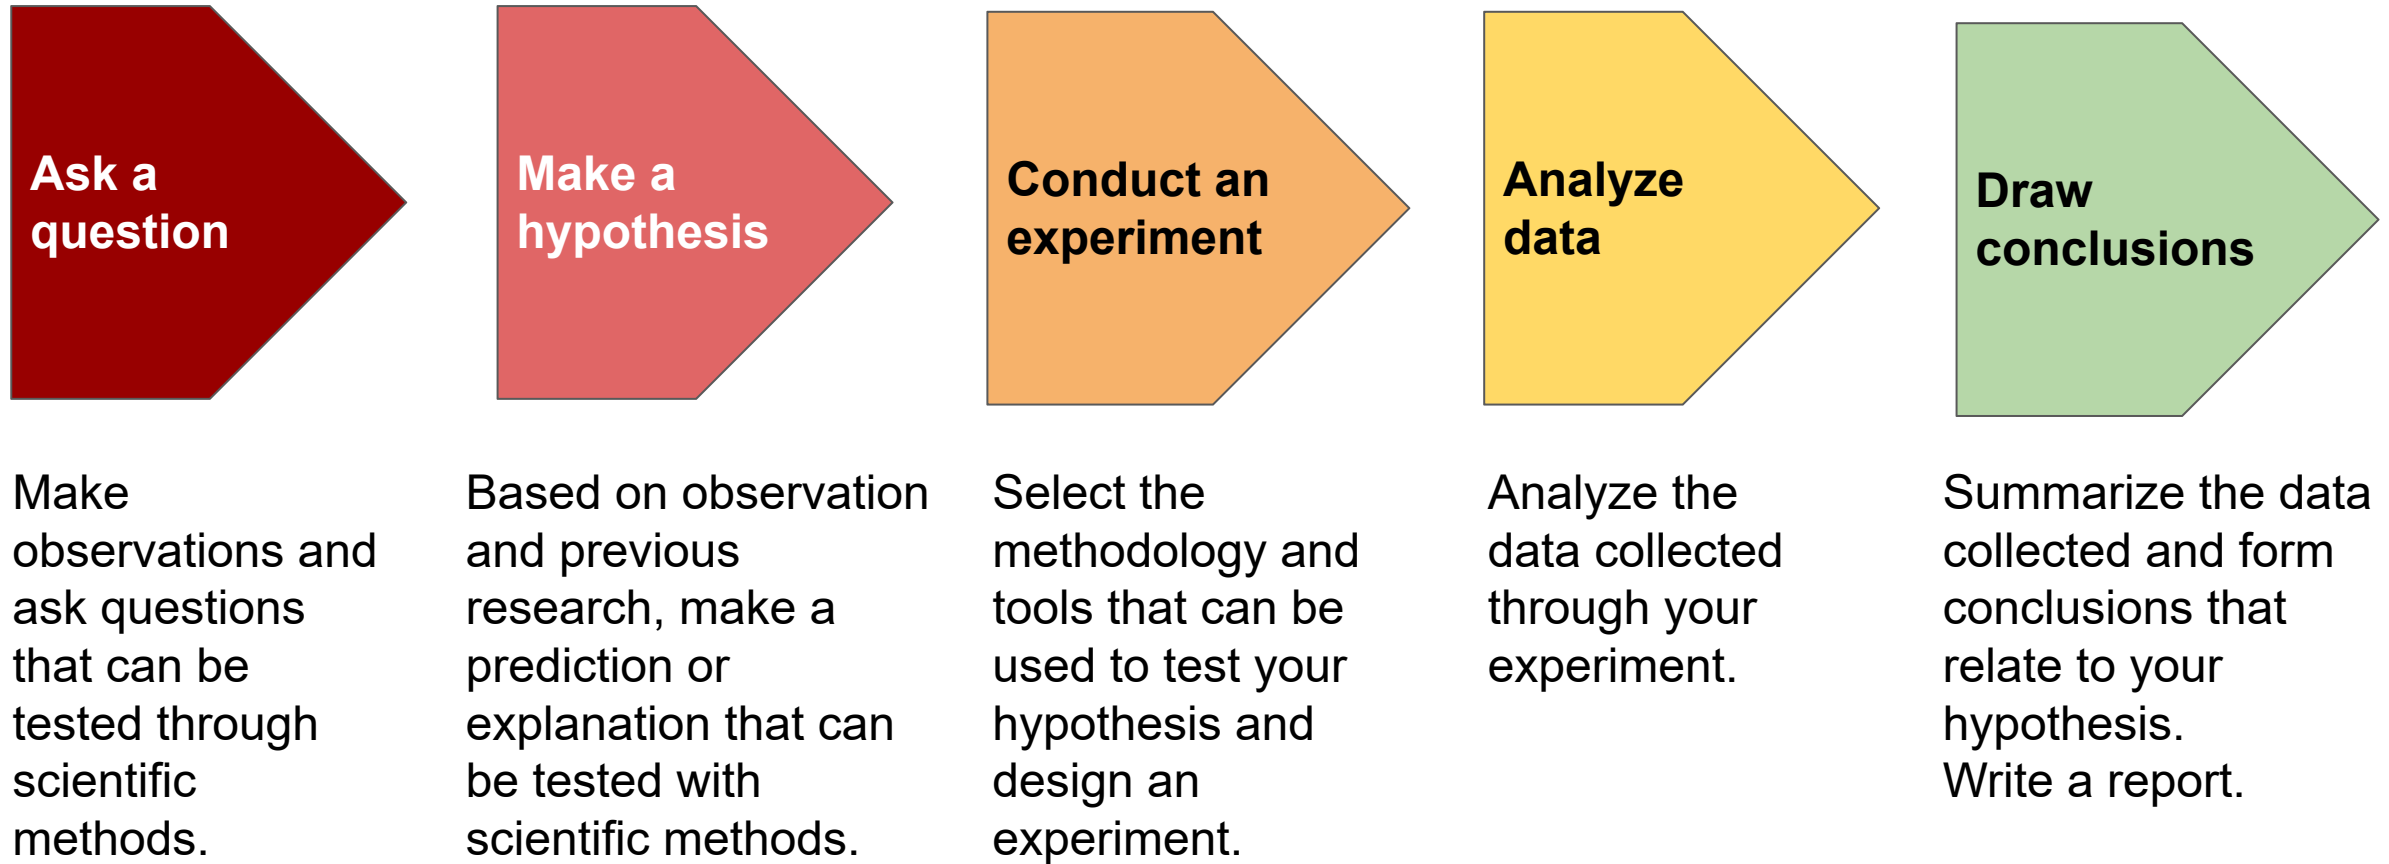 Ask a
question
Make a
hypothesis
Conduct an
experiment
Analyze
data
Draw
conclusions
Make
observations and
ask questions
that can be
tested through
scientific
methods.
Based on observation
and previous
research, make a
prediction or
explanation that can
be tested with
scientific methods.
Select the
methodology and
tools that can be
used to test your
hypothesis and
design an
experiment.
Analyze the
data collected
through your
experiment.
Summarize the data
collected and form
conclusions that
relate to your
hypothesis.
Write a report.